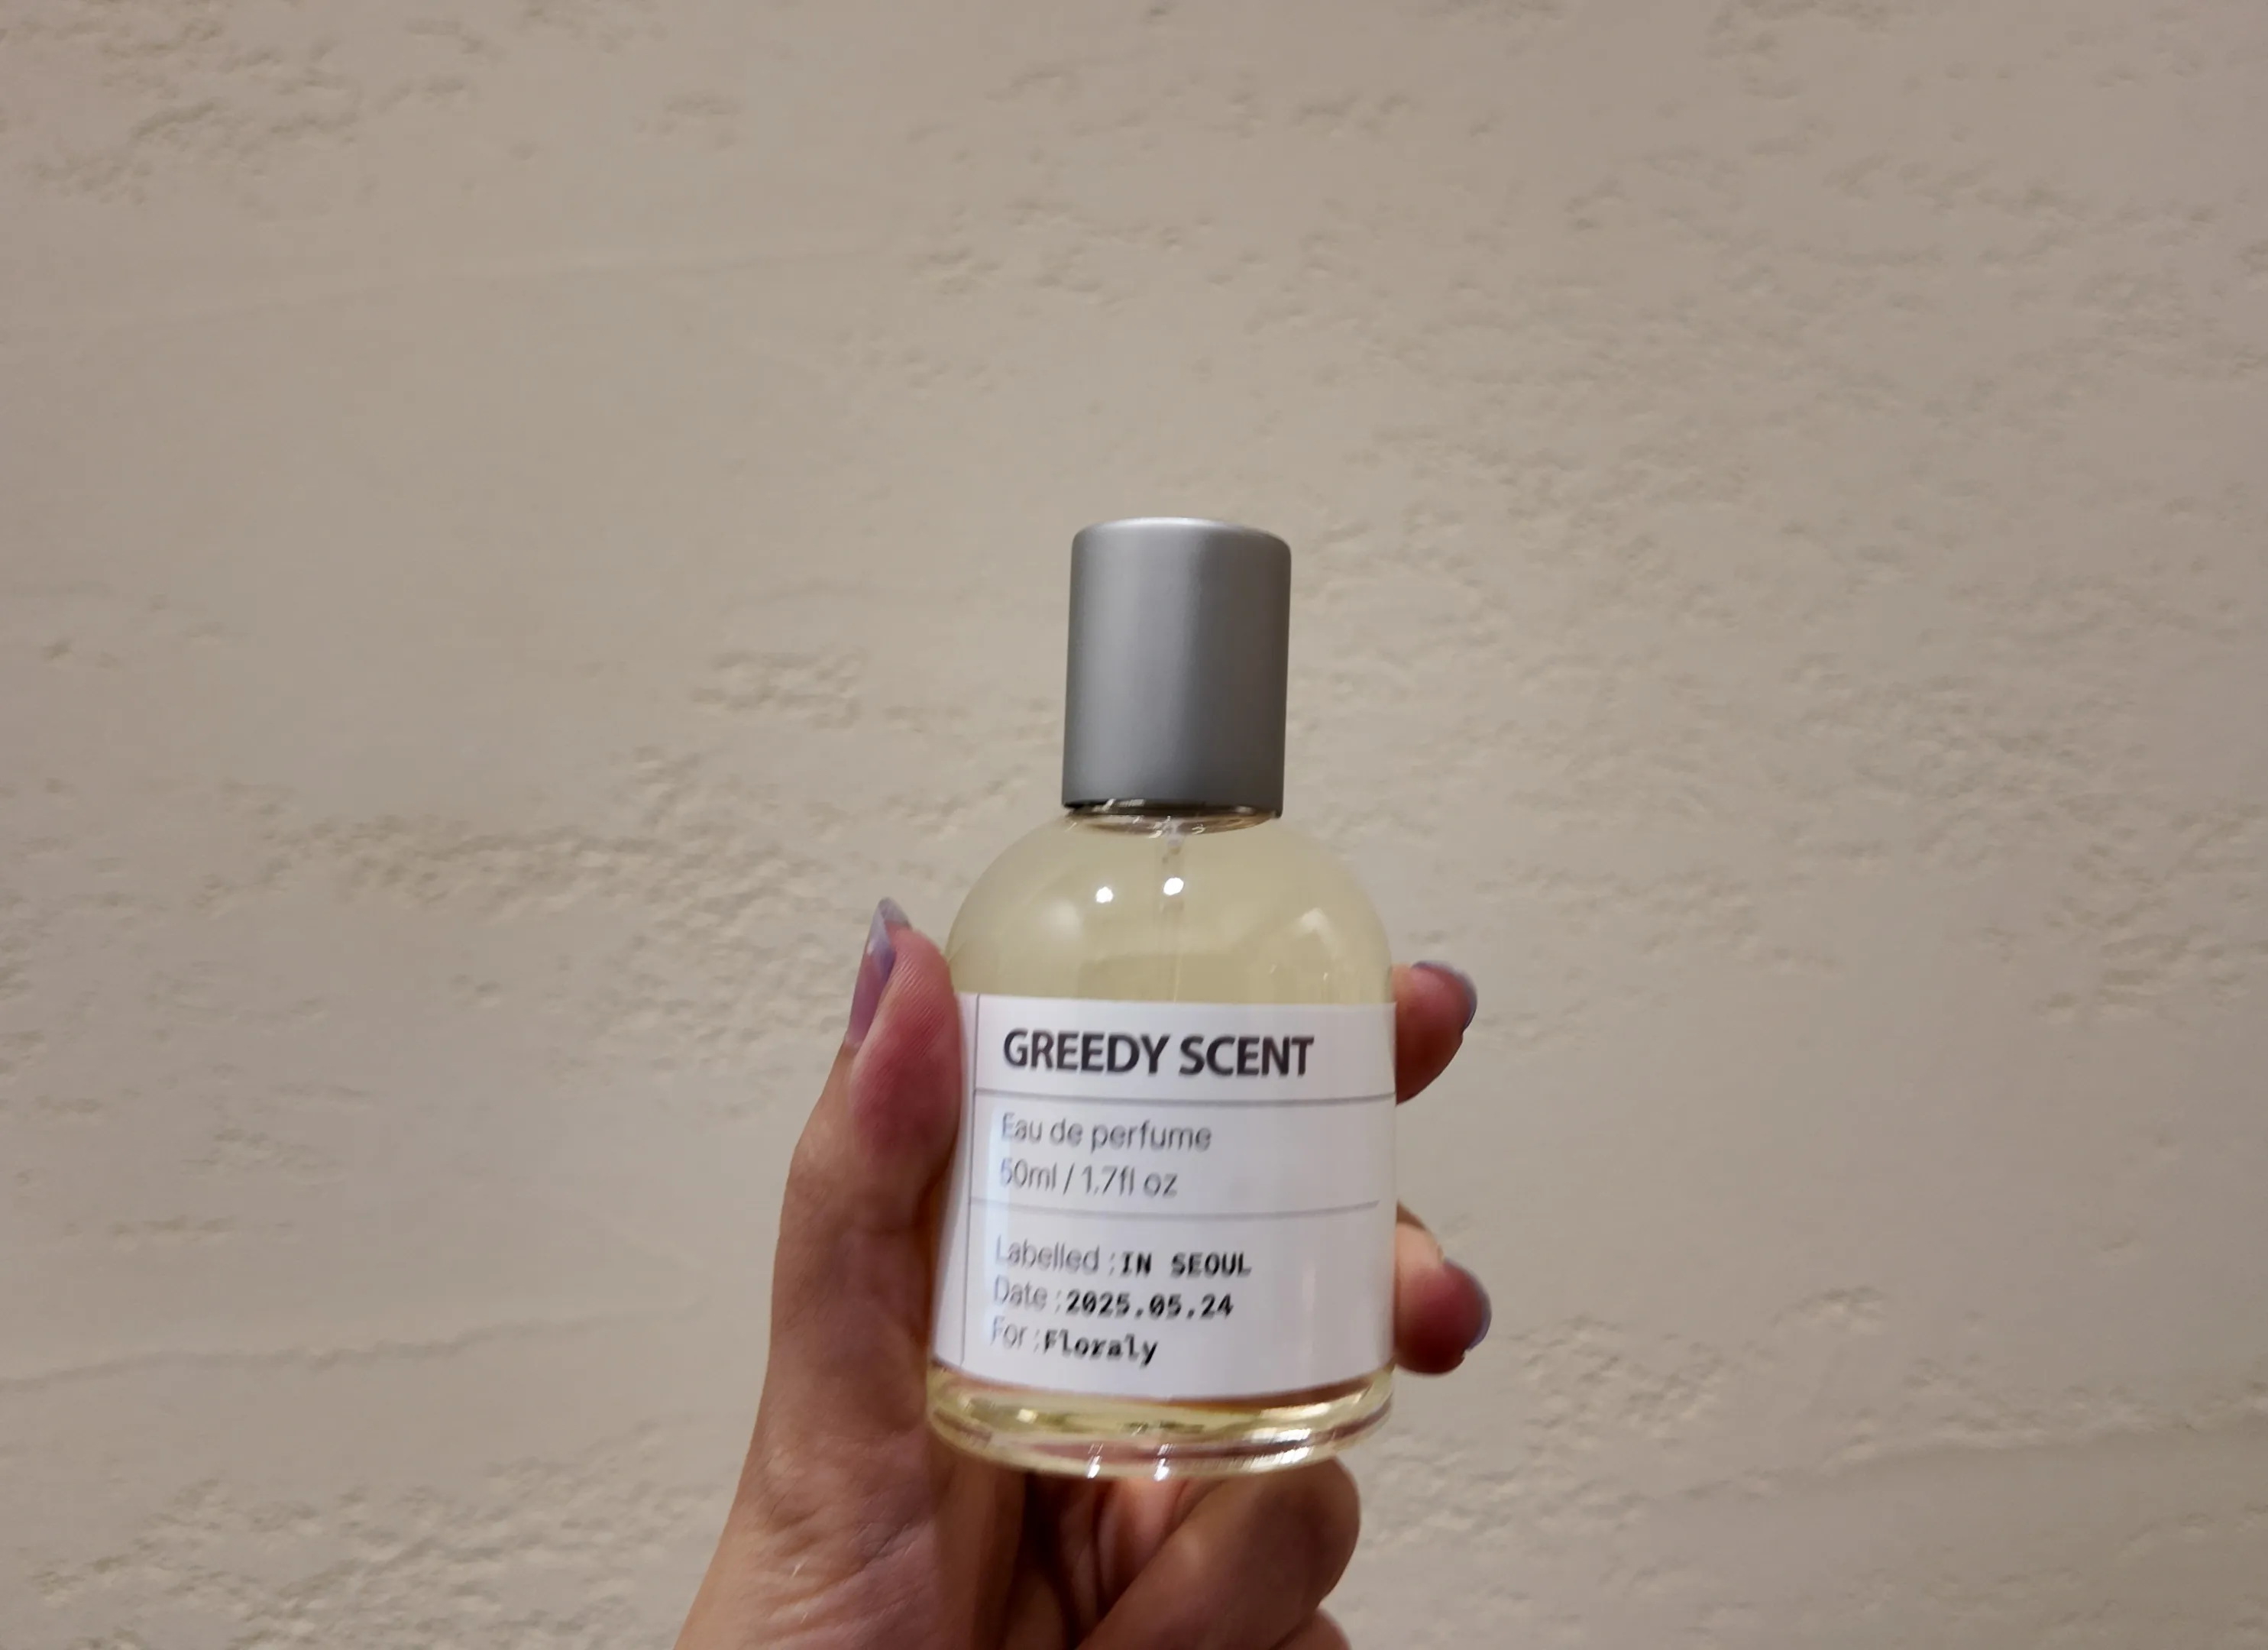 GREEDY SCENT
Eau de perfume
50ml / 1.7fl oz
Labelled : IN SEOUL
Date : 2025.05.24
For : Floraly